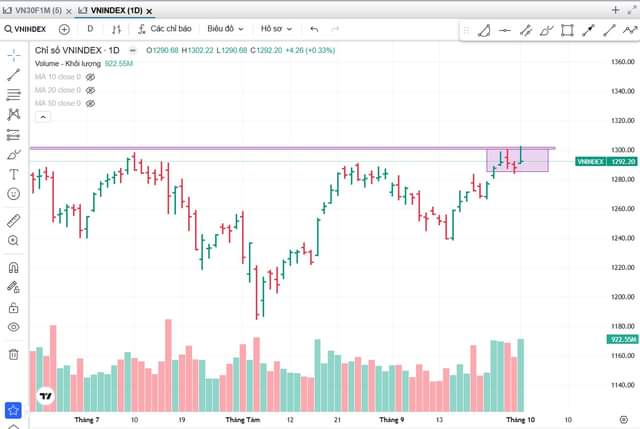 VN30F1M (5)
VNINDEX (1D)
VNINDEX
D
Các chỉ báo
Biểu đồ
Hồ sơ
Chỉ số VNINDEX · 1D
O1290.68 H1302.22 L1290.68 C1292.20 +4.26 (+0.33%)
Volume - Khối lượng 922.55M
MA 10 close 0
MA 20 close 0
MA 50 close 0
1360.00
1340.00
1320.00
1300.00
VNINDEX 1292.20
1280.00
1260.00
1240.00
1220.00
1200.00
1180.00
1160.00
922.55M
1140.00
Tháng 7
10
19
Tháng Tám
12
21
Tháng 9
13
Tháng 10
10